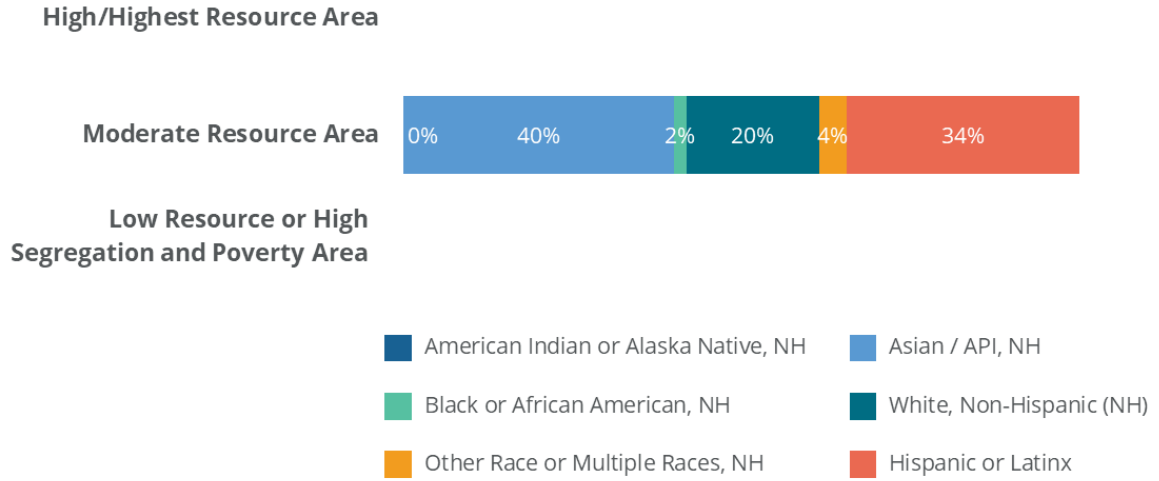 High/Highest Resource Area
Moderate Resource Area
0% 40% 2% 20% 4% 34%
Low Resource or High
Segregation and Poverty Area
American Indian or Alaska Native, NH
Asian / API, NH
Black or African American, NH
White, Non-Hispanic (NH)
Other Race or Multiple Races, NH
Hispanic or Latinx